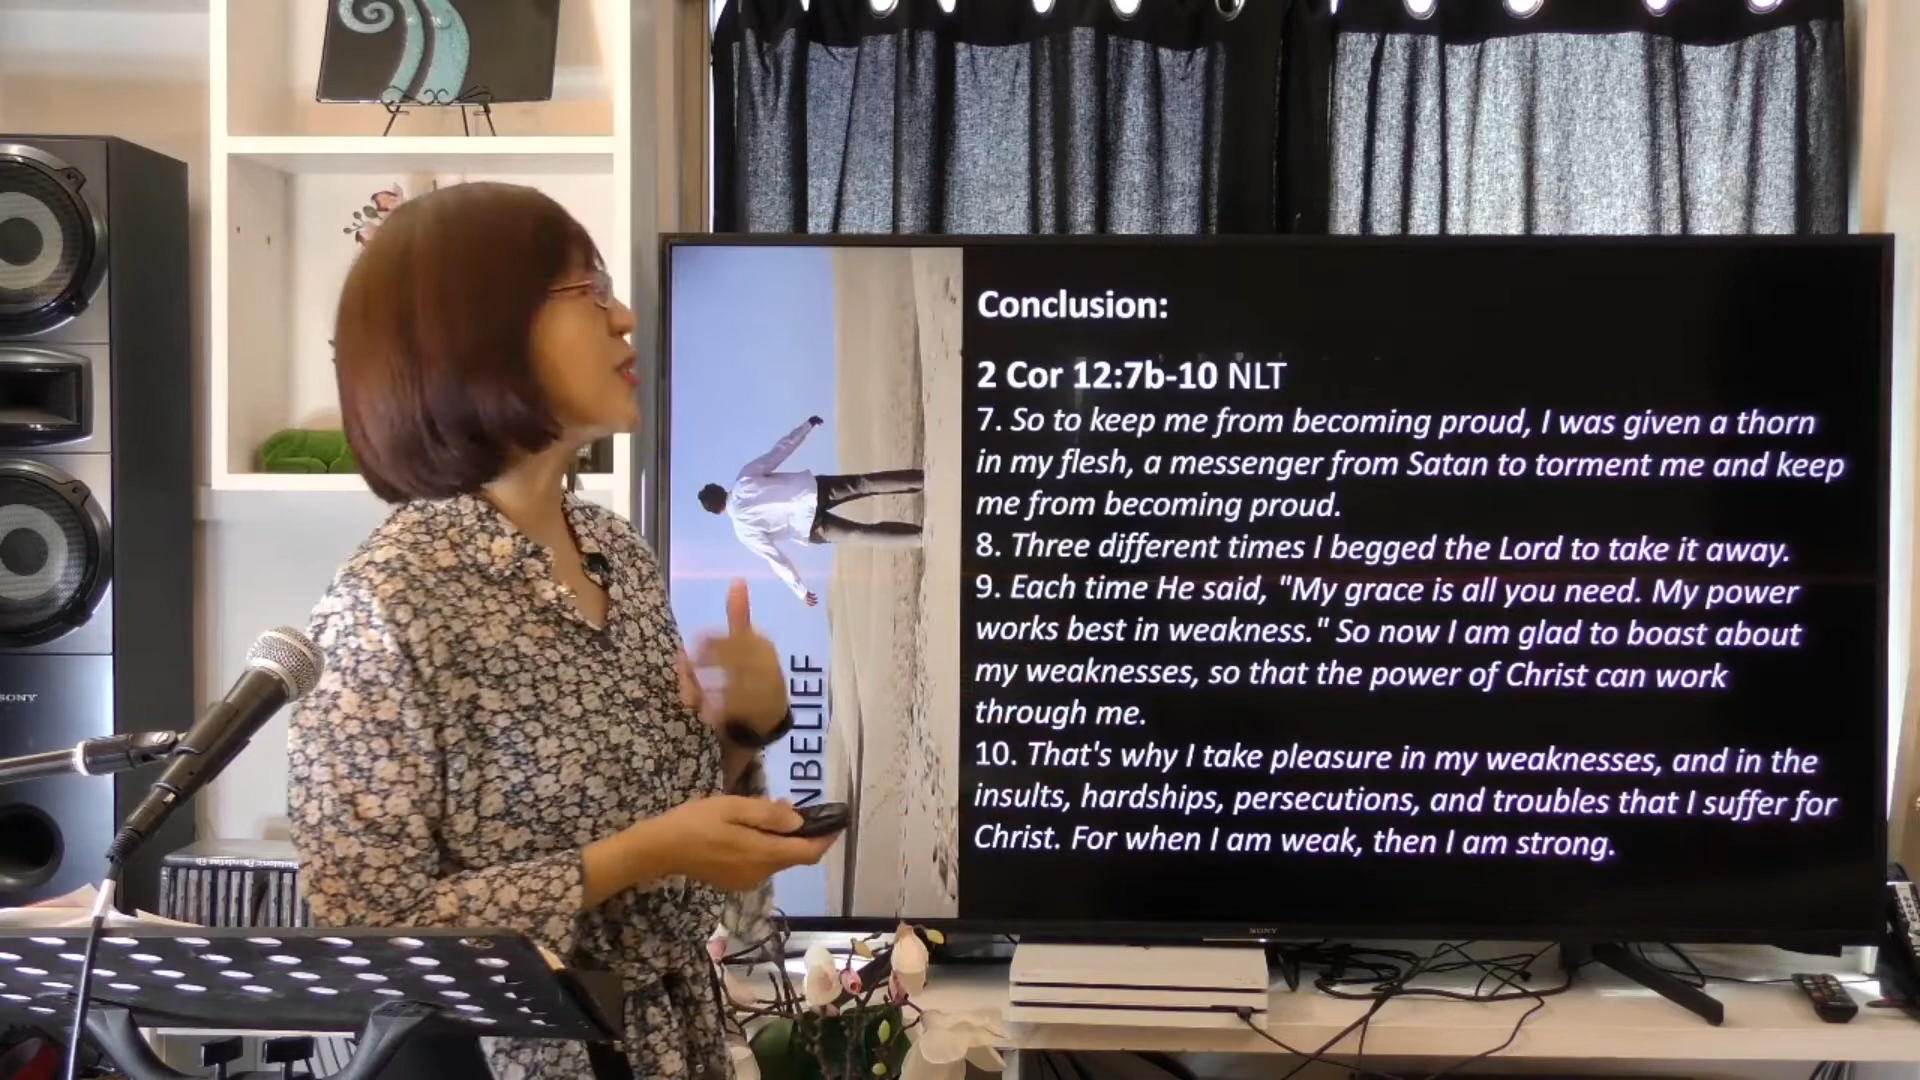 Conclusion:
2 Cor 12:7b-10 NLT
7. So to keep me from becoming proud, I was given a thorn
in my flesh, a messenger from Satan to torment me and keep
me from becoming proud.
8. Three different times I begged the Lord to take it away.
9. Each time He said, "My grace is all you need. My power
works best in weakness." So now I am glad to boast about
my weaknesses, so that the power of Christ can work
through me.
10. That's why I take pleasure in my weaknesses, and in the
insults, hardships, persecutions, and troubles that I suffer for
Christ. For when I am weak, then I am strong.
NBELIEF
SONY
SONY